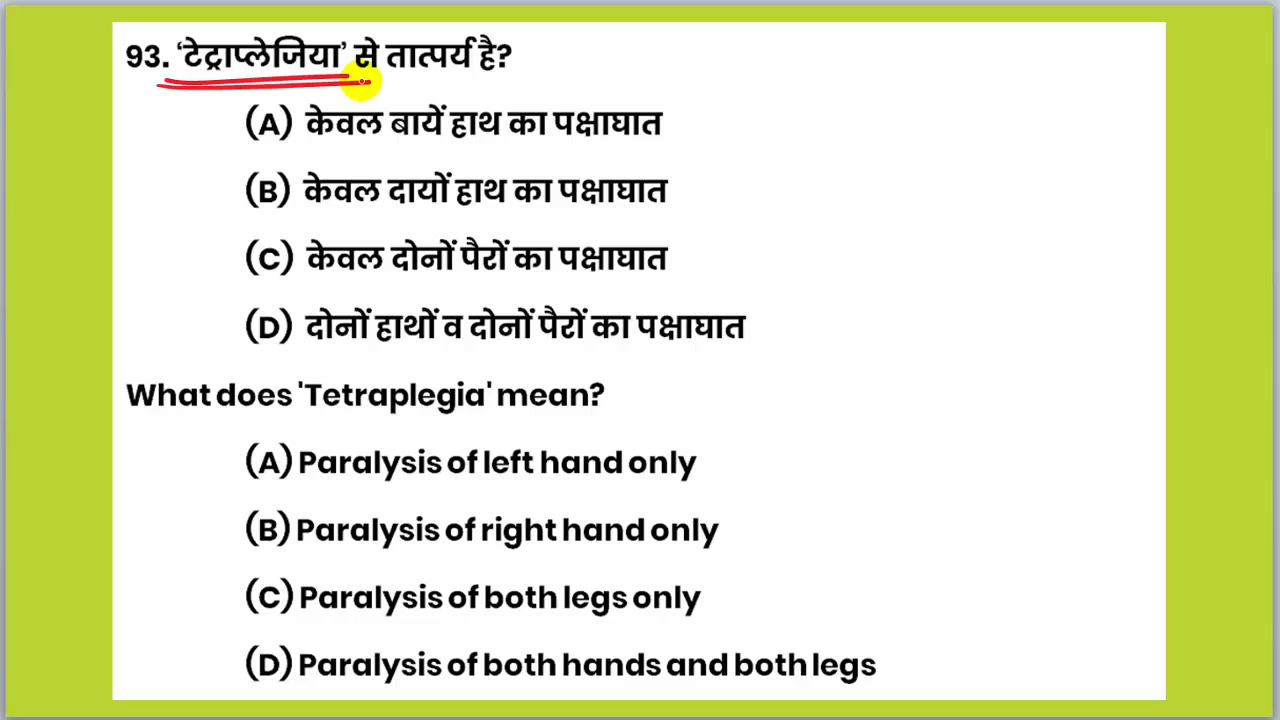 93. ‘टेट्राप्लेजिया’ से तात्पर्य है?
(A) केवल बायें हाथ का पक्षाघात
(B) केवल दायों हाथ का पक्षाघात
(C) केवल दोनों पैरों का पक्षाघात
(D) दोनों हाथों व दोनों पैरों का पक्षाघात
What does 'Tetraplegia' mean?
(A) Paralysis of left hand only
(B) Paralysis of right hand only
(C) Paralysis of both legs only
(D) Paralysis of both hands and both legs